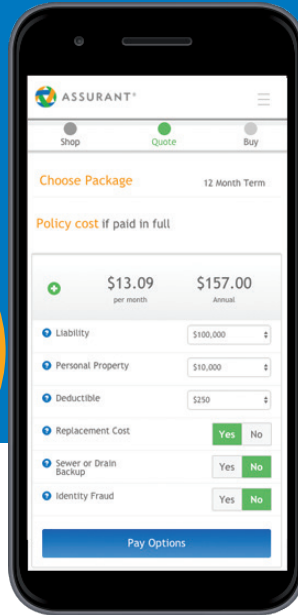 ASSURANT®
Shop Quote Buy
Choose Package 12 Month Term
Policy cost if paid in full
$13.09 $157.00
per month Annual
Liability $100,000
Personal Property $10,000
Deductible $250
Replacement Cost Yes No
Sewer or Drain
Backup Yes No
Identity Fraud Yes No
Pay Options